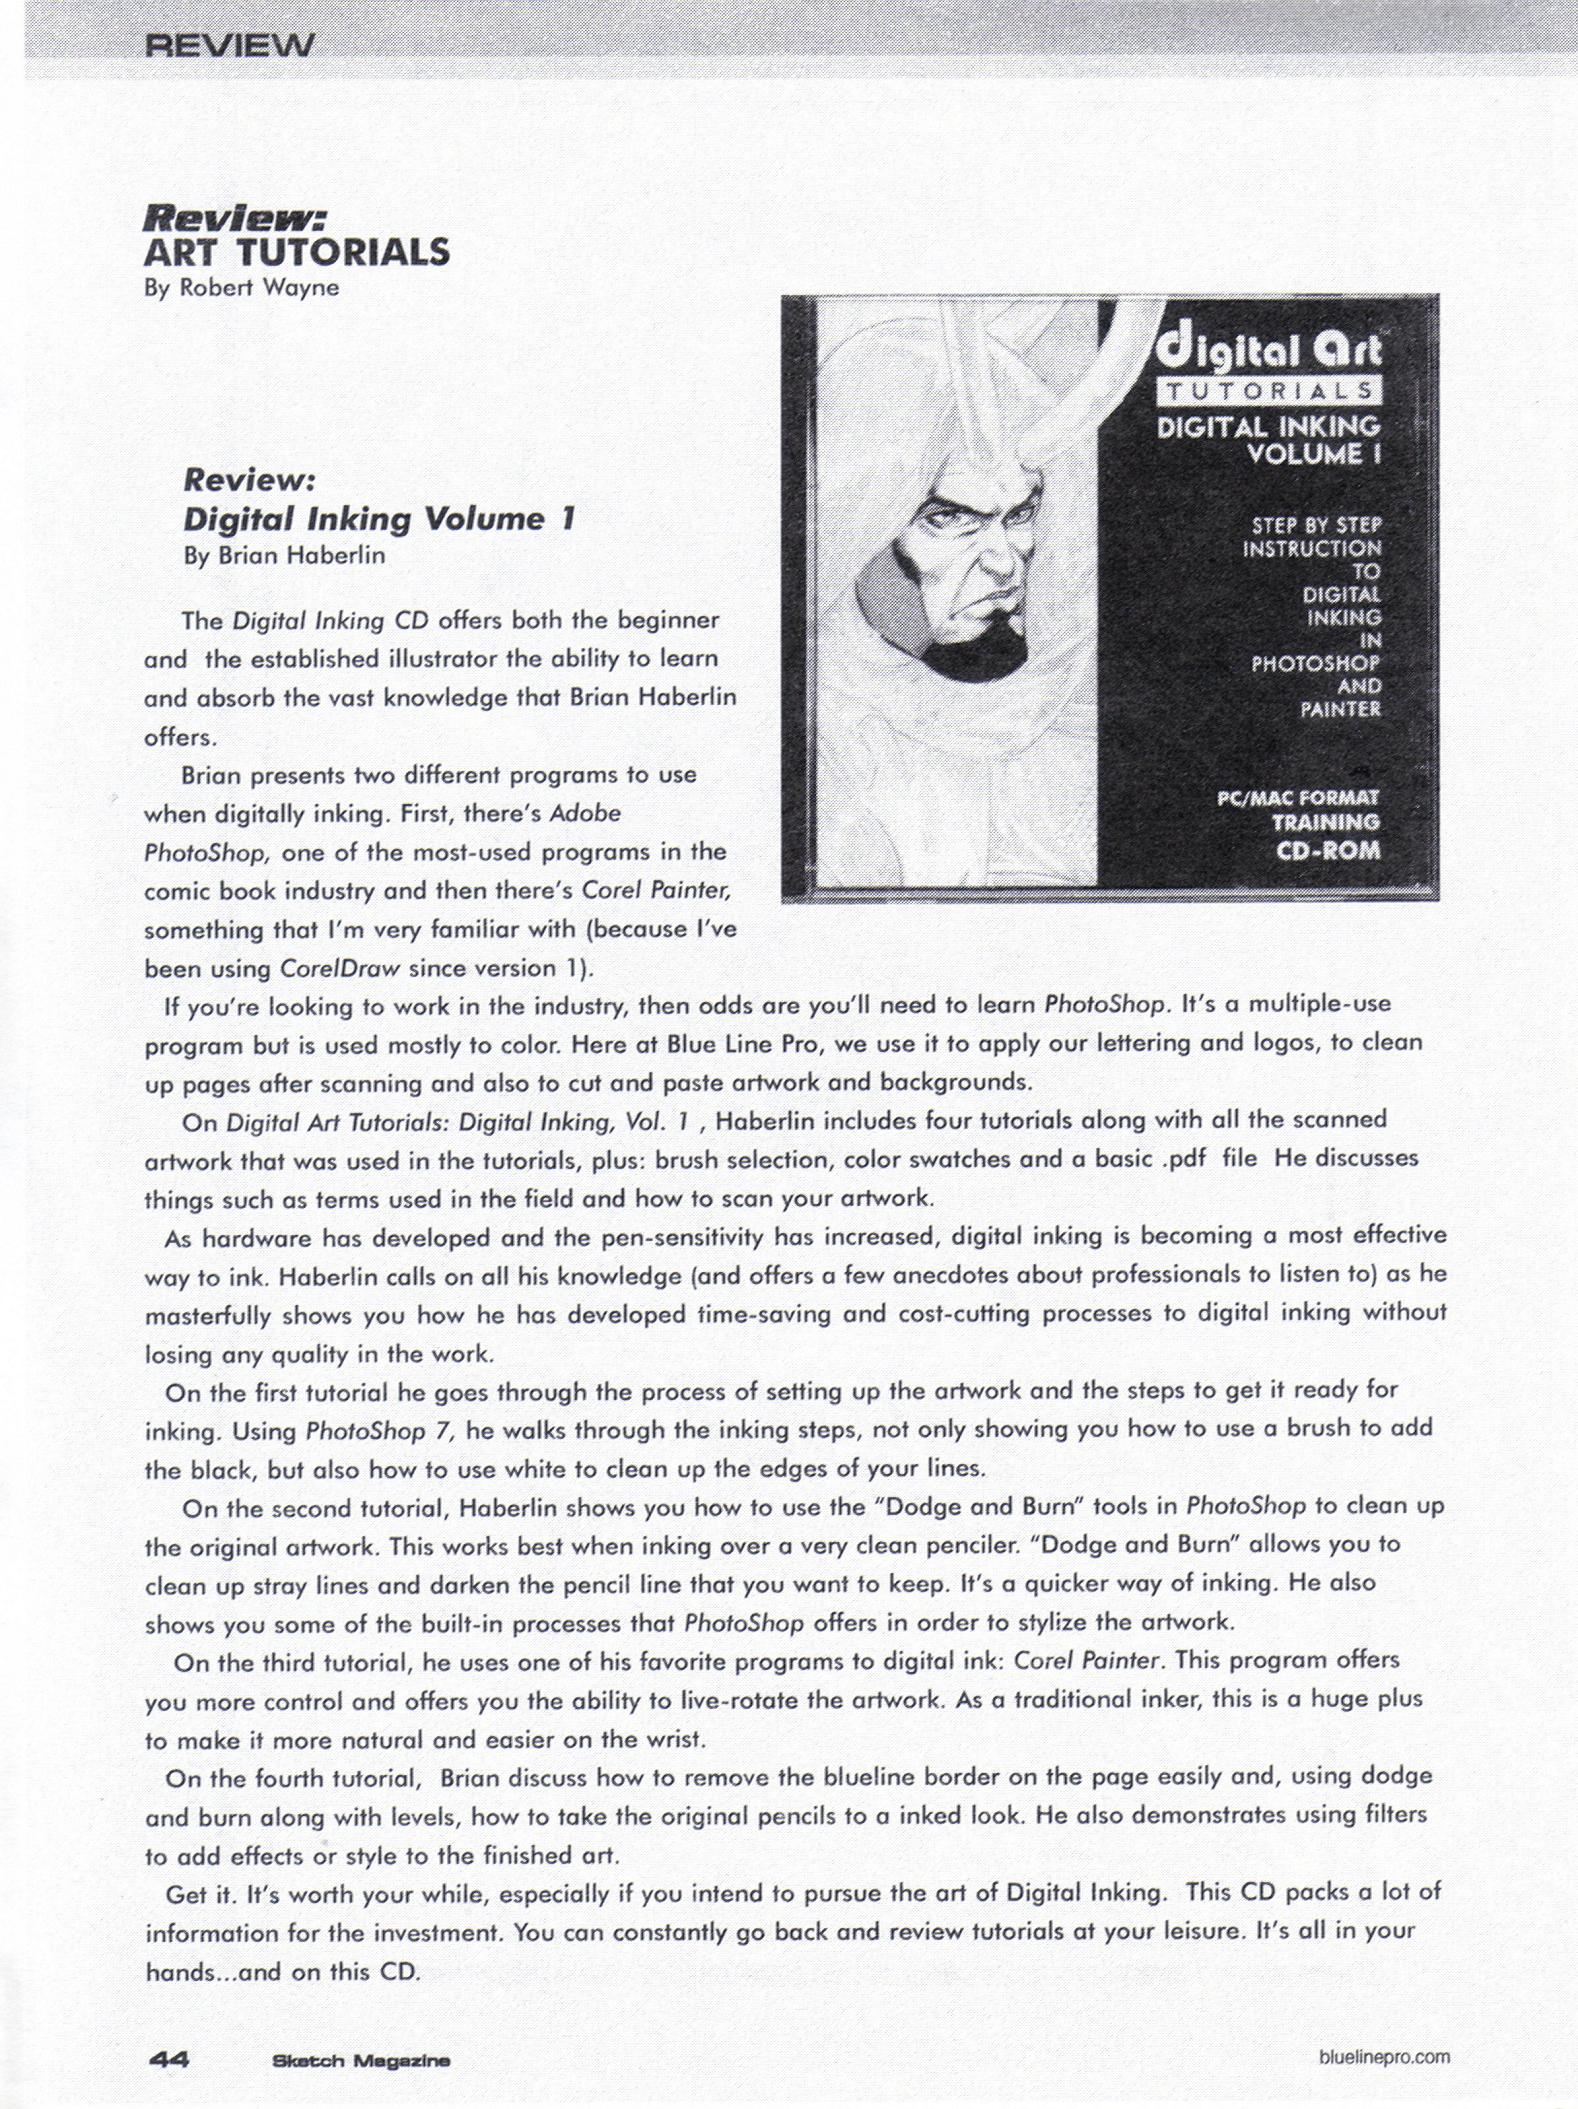 REVIEW
Review:
ART TUTORIALS
By Robert Wayne
digital art
TUTORIALS
DIGITAL INKING
VOLUME I
STEP BY STEP
INSTRUCTION
TO
DIGITAL
INKING
IN
PHOTOSHOP
AND
PAINTER
PC/MAC FORMAT
TRAINING
CD-ROM
Review:
Digital Inking Volume 1
By Brian Haberlin
The Digital Inking CD offers both the beginner
and the established illustrator the ability to learn
and absorb the vast knowledge that Brian Haberlin
offers.
Brian presents two different programs to use
when digitally inking. First, there's Adobe
PhotoShop, one of the most-used programs in the
comic book industry and then there's Corel Painter,
something that I'm very familiar with (because I've
been using CorelDraw since version 1).
If you're looking to work in the industry, then odds are you'll need to learn PhotoShop. It's a multiple-use
program but is used mostly to color. Here at Blue Line Pro, we use it to apply our lettering and logos, to clean
up pages after scanning and also to cut and paste artwork and backgrounds.
On Digital Art Tutorials: Digital Inking, Vol. 1 , Haberlin includes four tutorials along with all the scanned
artwork that was used in the tutorials, plus: brush selection, color swatches and a basic .pdf file He discusses
things such as terms used in the field and how to scan your artwork.
As hardware has developed and the pen-sensitivity has increased, digital inking is becoming a most effective
way to ink. Haberlin calls on all his knowledge (and offers a few anecdotes about professionals to listen to) as he
masterfully shows you how he has developed time-saving and cost-cutting processes to digital inking without
losing any quality in the work.
On the first tutorial he goes through the process of setting up the artwork and the steps to get it ready for
inking. Using PhotoShop 7, he walks through the inking steps, not only showing you how to use a brush to add
the black, but also how to use white to clean up the edges of your lines.
On the second tutorial, Haberlin shows you how to use the "Dodge and Burn" tools in PhotoShop to clean up
the original artwork. This works best when inking over a very clean penciler. "Dodge and Burn" allows you to
clean up stray lines and darken the pencil line that you want to keep. It's a quicker way of inking. He also
shows you some of the built-in processes that PhotoShop offers in order to stylize the artwork.
On the third tutorial, he uses one of his favorite programs to digital ink: Corel Painter. This program offers
you more control and offers you the ability to live-rotate the artwork. As a traditional inker, this is a huge plus
to make it more natural and easier on the wrist.
On the fourth tutorial, Brian discuss how to remove the blueline border on the page easily and, using dodge
and burn along with levels, how to take the original pencils to a inked look. He also demonstrates using filters
to add effects or style to the finished art.
Get it. It's worth your while, especially if you intend to pursue the art of Digital Inking. This CD packs a lot of
information for the investment. You can constantly go back and review tutorials at your leisure. It's all in your
hands...and on this CD.
44 Sketch Magazine bluelinepro.com